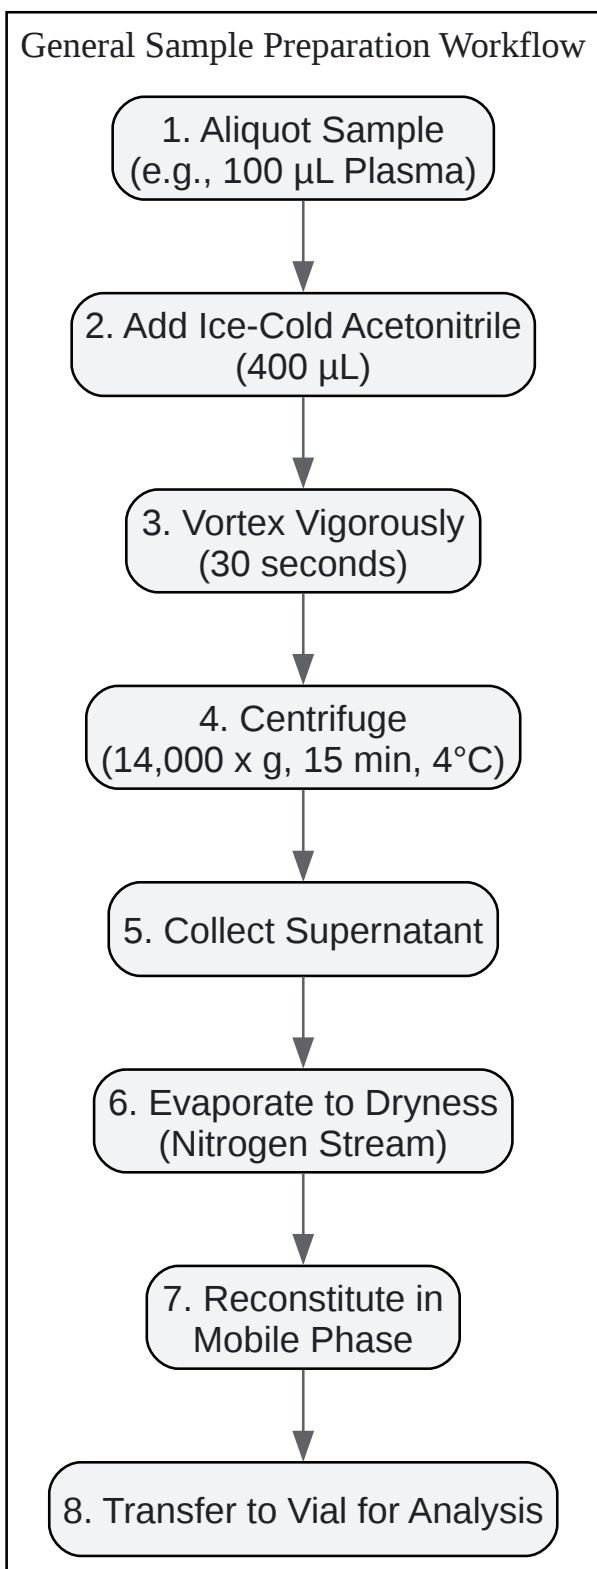 General Sample Preparation Workflow
1. Aliquot Sample
(e.g., 100 µL Plasma)
2. Add Ice-Cold Acetonitrile
(400 µL)
3. Vortex Vigorously
(30 seconds)
4. Centrifuge
(14,000 x g, 15 min, 4°C)
5. Collect Supernatant
6. Evaporate to Dryness
(Nitrogen Stream)
7. Reconstitute in
Mobile Phase
8. Transfer to Vial for Analysis